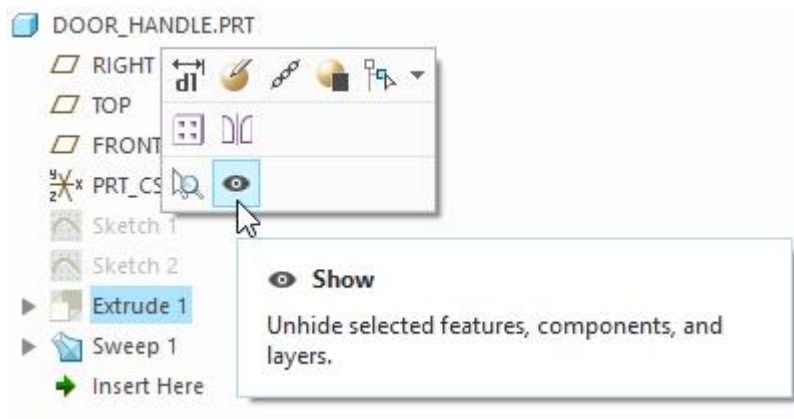 DOOR_HANDLE.PRT
RIGHT
TOP
FRONT
PRT_CS
Sketch 1
Sketch 2
Extrude 1
Sweep 1
Insert Here
d1
Show
Unhide selected features, components, and
layers.